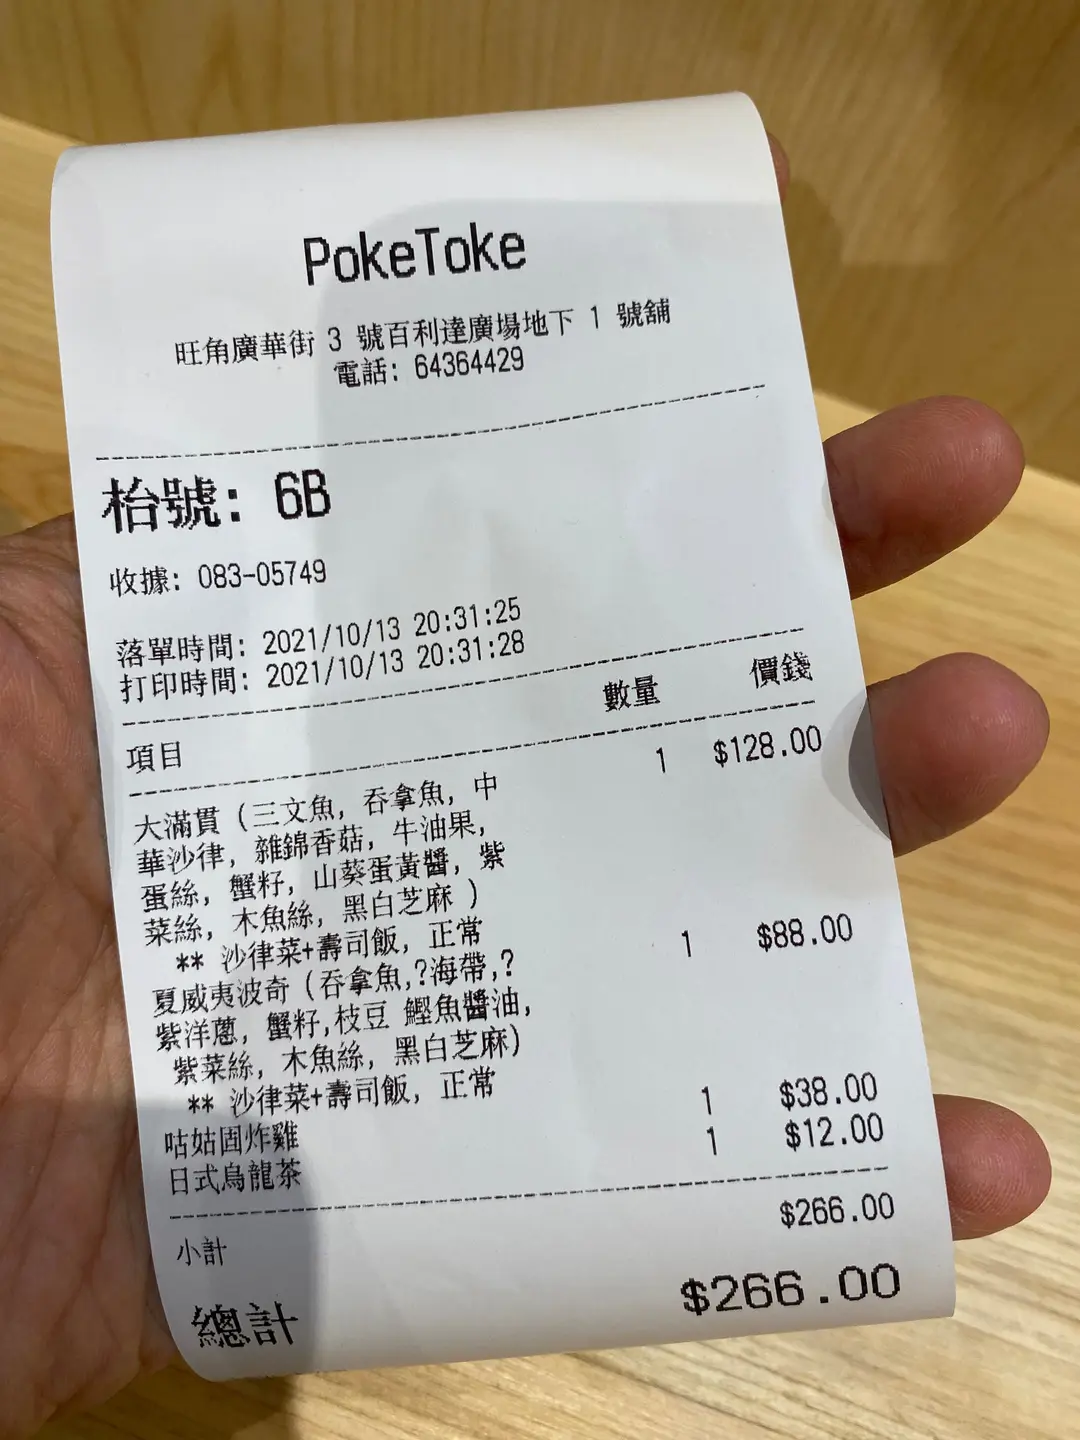 PokeToke
旺角廣華街 3 號百利達廣場地下 1 號舖
電話: 64364429
枱號: 6B
收據: 083-05749
落單時間: 2021/10/13 20:31:25
打印時間: 2021/10/13 20:31:28
項目 數量 價錢
大滿貫 (三文魚, 吞拿魚, 中 1 $128.00
華沙律, 雜錦香菇, 牛油果,
蛋絲, 蟹籽, 山葵蛋黃醬, 紫
菜絲, 木魚絲, 黑白芝麻 )
** 沙律菜+壽司飯, 正常
夏威夷波奇 (吞拿魚,?海帶,? 1 $88.00
紫洋蔥, 蟹籽,枝豆 鰹魚醬油,
紫菜絲, 木魚絲, 黑白芝麻)
** 沙律菜+壽司飯, 正常
咕姑固炸雞 1 $38.00
日式烏龍茶 1 $12.00
小計 $266.00
總計 $266.00